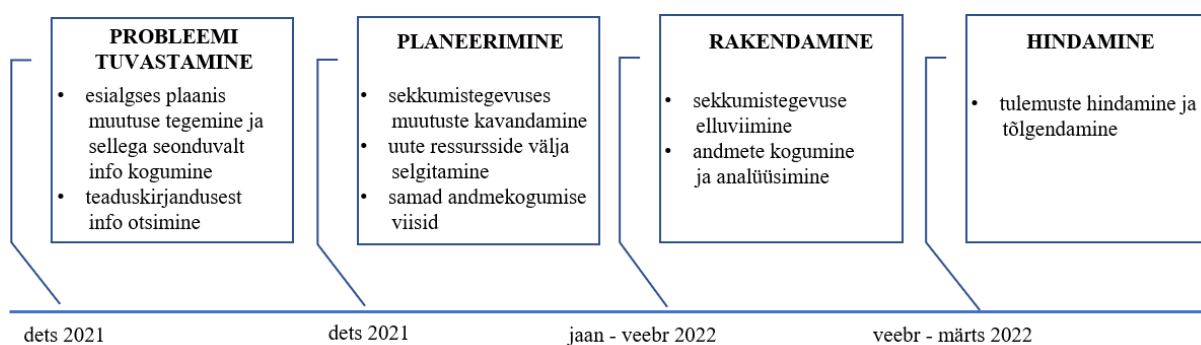 PROBLEEMI
TUVASTAMINE
• esialgses plaanis
muutuse tegemine ja
sellega seonduvalt
info kogumine
• teaduskirjandusest
info otsimine
PLANEERIMINE
• sekkumistegevuses
muutuste kavandamine
• uute ressursside välja
selgitamine
• samad andmekogumise
viisid
RAKENDAMINE
• sekkumistegevuse
elluviimine
• andmete kogumine
ja analüüsimine
HINDAMINE
• tulemuste hindamine ja
tõlgendamine
dets 2021
dets 2021
jaan - veebr 2022
veebr - märts 2022